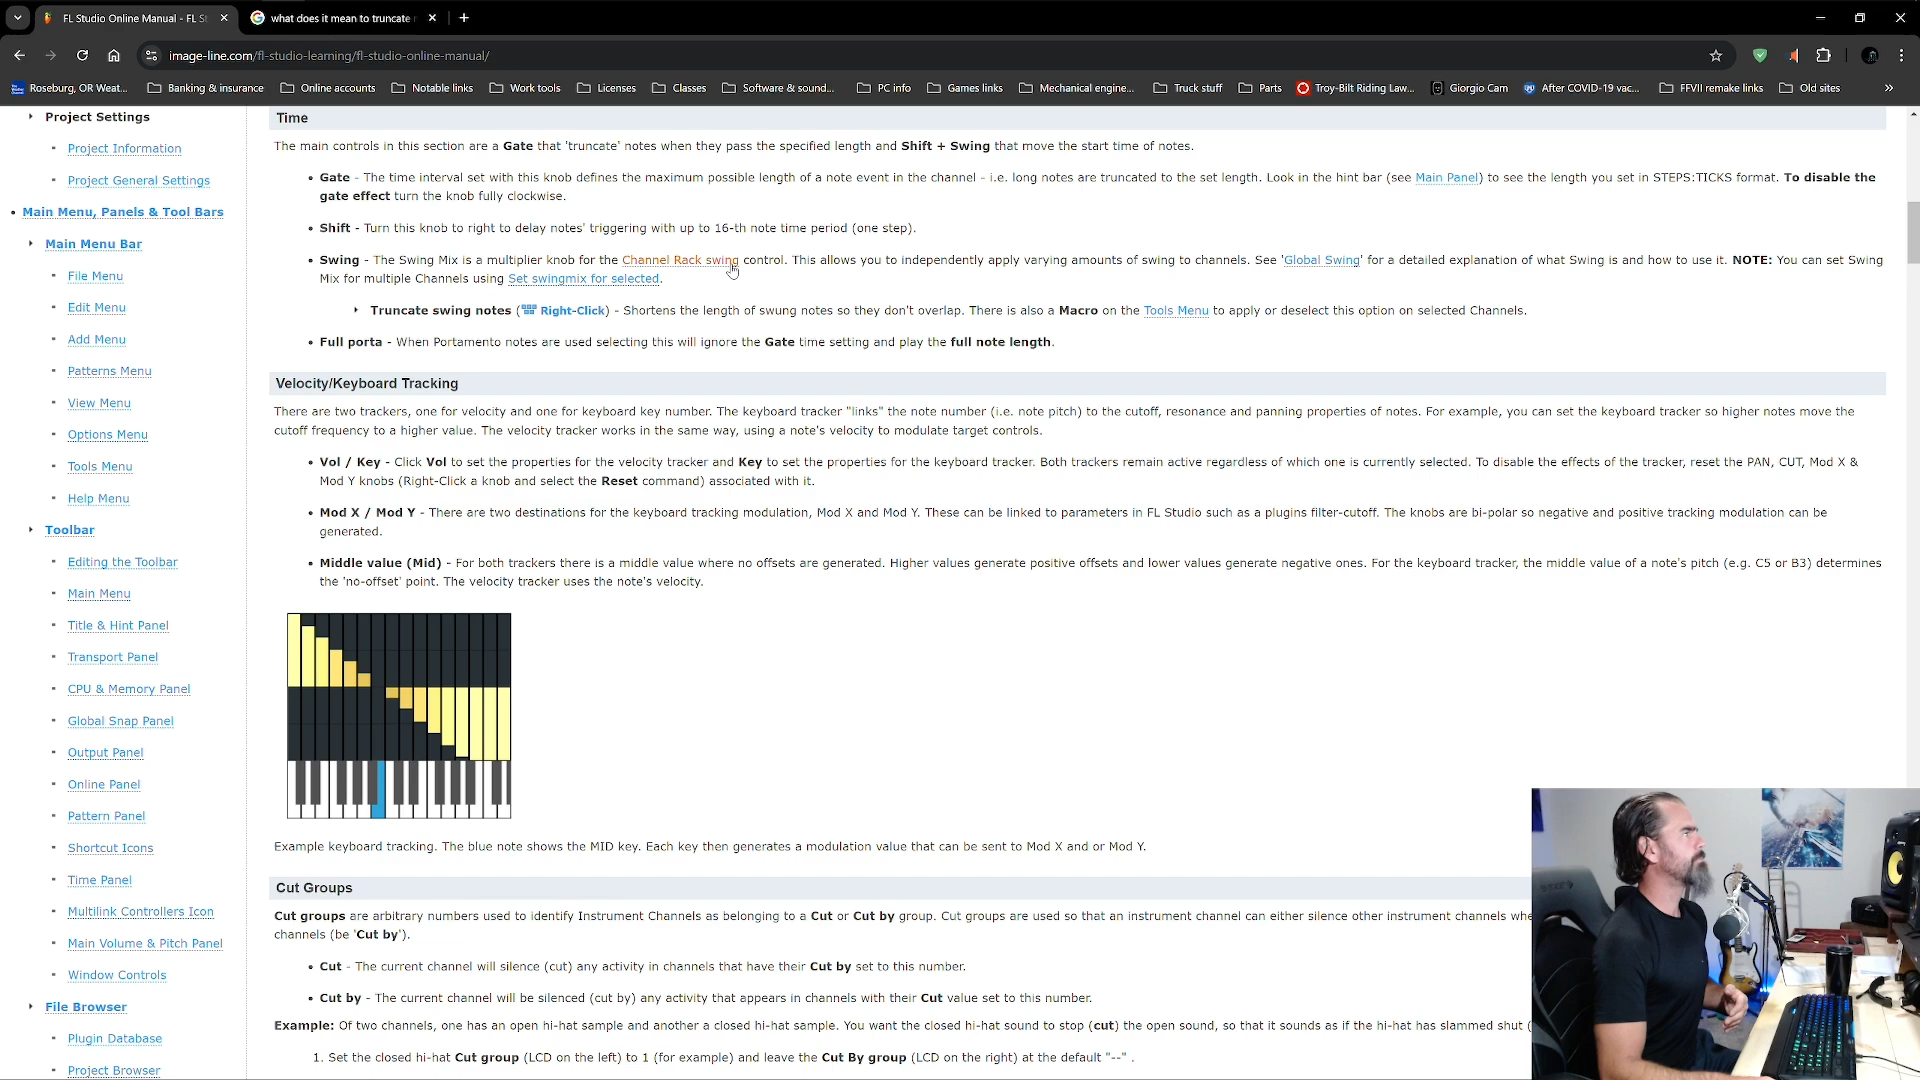 FL Studio Online Manual - FL St
what does it mean to truncate
image-line.com/fl-studio-learning/fl-studio-online-manual/
Roseburg, OR Weat...
Banking & insurance
Online accounts
Notable links
Work tools
Licenses
Classes
Software & sound...
PC info
Games links
Mechanical engine...
Truck stuff
Parts
Troy-Bilt Riding Law...
Giorgio Cam
After COVID-19 vac...
FFVII remake links
Old sites
Project Settings
Project Information
Project General Settings
Main Menu, Panels & Tool Bars
Main Menu Bar
File Menu
Edit Menu
Add Menu
Patterns Menu
View Menu
Options Menu
Tools Menu
Help Menu
Toolbar
Editing the Toolbar
Main Menu
Title & Hint Panel
Transport Panel
CPU & Memory Panel
Global Snap Panel
Output Panel
Online Panel
Pattern Panel
Shortcut Icons
Time Panel
Multilink Controllers Icon
Main Volume & Pitch Panel
Window Controls
File Browser
Plugin Database
Project Browser
Time
The main controls in this section are a Gate that 'truncate' notes when they pass the specified length and Shift + Swing that move the start time of notes.
• Gate - The time interval set with this knob defines the maximum possible length of a note event in the channel - i.e. long notes are truncated to the set length. Look in the hint bar (see Main Panel) to see the length you set in STEPS:TICKS format. To disable the
gate effect turn the knob fully clockwise.
• Shift - Turn this knob to right to delay notes' triggering with up to 16-th note time period (one step).
• Swing - The Swing Mix is a multiplier knob for the Channel Rack swing control. This allows you to independently apply varying amounts of swing to channels. See 'Global Swing' for a detailed explanation of what Swing is and how to use it. NOTE: You can set Swing
Mix for multiple Channels using Set swingmix for selected.
Truncate swing notes (Right-Click) - Shortens the length of swung notes so they don't overlap. There is also a Macro on the Tools Menu to apply or deselect this option on selected Channels.
• Full porta - When Portamento notes are used selecting this will ignore the Gate time setting and play the full note length.
Velocity/Keyboard Tracking
There are two trackers, one for velocity and one for keyboard key number. The keyboard tracker "links" the note number (i.e. note pitch) to the cutoff, resonance and panning properties of notes. For example, you can set the keyboard tracker so higher notes move the
cutoff frequency to a higher value. The velocity tracker works in the same way, using a note's velocity to modulate target controls.
• Vol / Key - Click Vol to set the properties for the velocity tracker and Key to set the properties for the keyboard tracker. Both trackers remain active regardless of which one is currently selected. To disable the effects of the tracker, reset the PAN, CUT, Mod X &
Mod Y knobs (Right-Click a knob and select the Reset command) associated with it.
• Mod X / Mod Y - There are two destinations for the keyboard tracking modulation, Mod X and Mod Y. These can be linked to parameters in FL Studio such as a plugins filter-cutoff. The knobs are bi-polar so negative and positive tracking modulation can be
generated.
• Middle value (Mid) - For both trackers there is a middle value where no offsets are generated. Higher values generate positive offsets and lower values generate negative ones. For the keyboard tracker, the middle value of a note's pitch (e.g. C5 or B3) determines
the 'no-offset' point. The velocity tracker uses the note's velocity.
Example keyboard tracking. The blue note shows the MID key. Each key then generates a modulation value that can be sent to Mod X and or Mod Y.
Cut Groups
Cut groups are arbitrary numbers used to identify Instrument Channels as belonging to a Cut or Cut by group. Cut groups are used so that an instrument channel can either silence other instrument channels whe
channels (be 'Cut by').
• Cut - The current channel will silence (cut) any activity in channels that have their Cut by set to this number.
• Cut by - The current channel will be silenced (cut by) any activity that appears in channels with their Cut value set to this number.
Example: Of two channels, one has an open hi-hat sample and another a closed hi-hat sample. You want the closed hi-hat sound to stop (cut) the open sound, so that it sounds as if the hi-hat has slammed shut (
1. Set the closed hi-hat Cut group (LCD on the left) to 1 (for example) and leave the Cut By group (LCD on the right) at the default "--" .